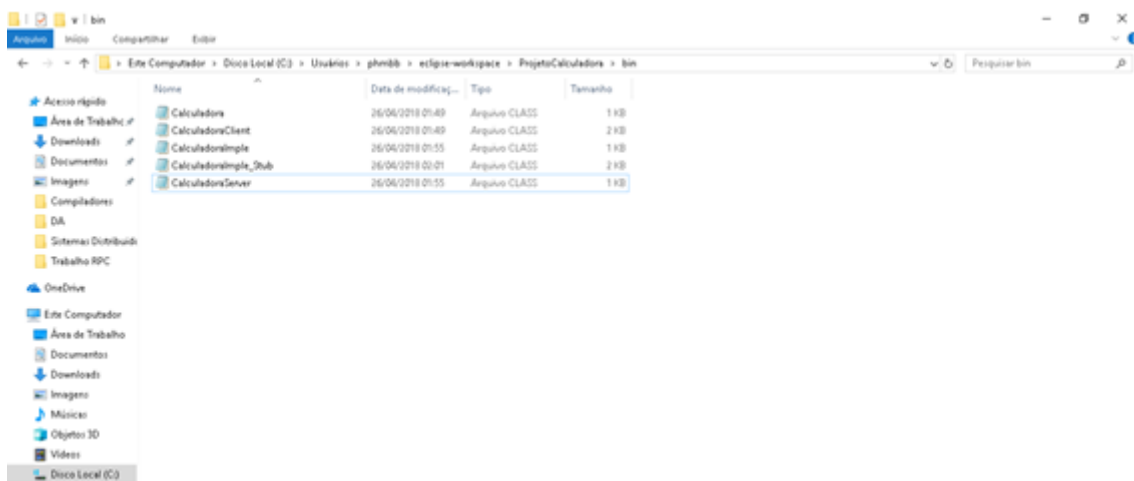 bin
Arquivo Início Compartilhar Exibir
Este Computador > Disco Local (C:) > Usuários > phmbb > eclipse-workspace > ProjetoCalculadora > bin Pesquisar bin
Nome Data de modificaç... Tipo Tamanho
Calculadora 26/04/2018 01:49 Arquivo CLASS 1 KB
CalculadoraClient 26/04/2018 01:49 Arquivo CLASS 2 KB
CalculadoraImple 26/04/2018 01:55 Arquivo CLASS 1 KB
CalculadoraImple_Stub 26/04/2018 02:01 Arquivo CLASS 2 KB
CalculadoraServer 26/04/2018 01:55 Arquivo CLASS 1 KB
Acesso rápido
Área de Trabalho
Downloads
Documentos
Imagens
Compiladores
DA
Sistemas Distribuíd
Trabalho RPC
OneDrive
Este Computador
Área de Trabalho
Documentos
Downloads
Imagens
Músicas
Objetos 3D
Vídeos
Disco Local (C:)